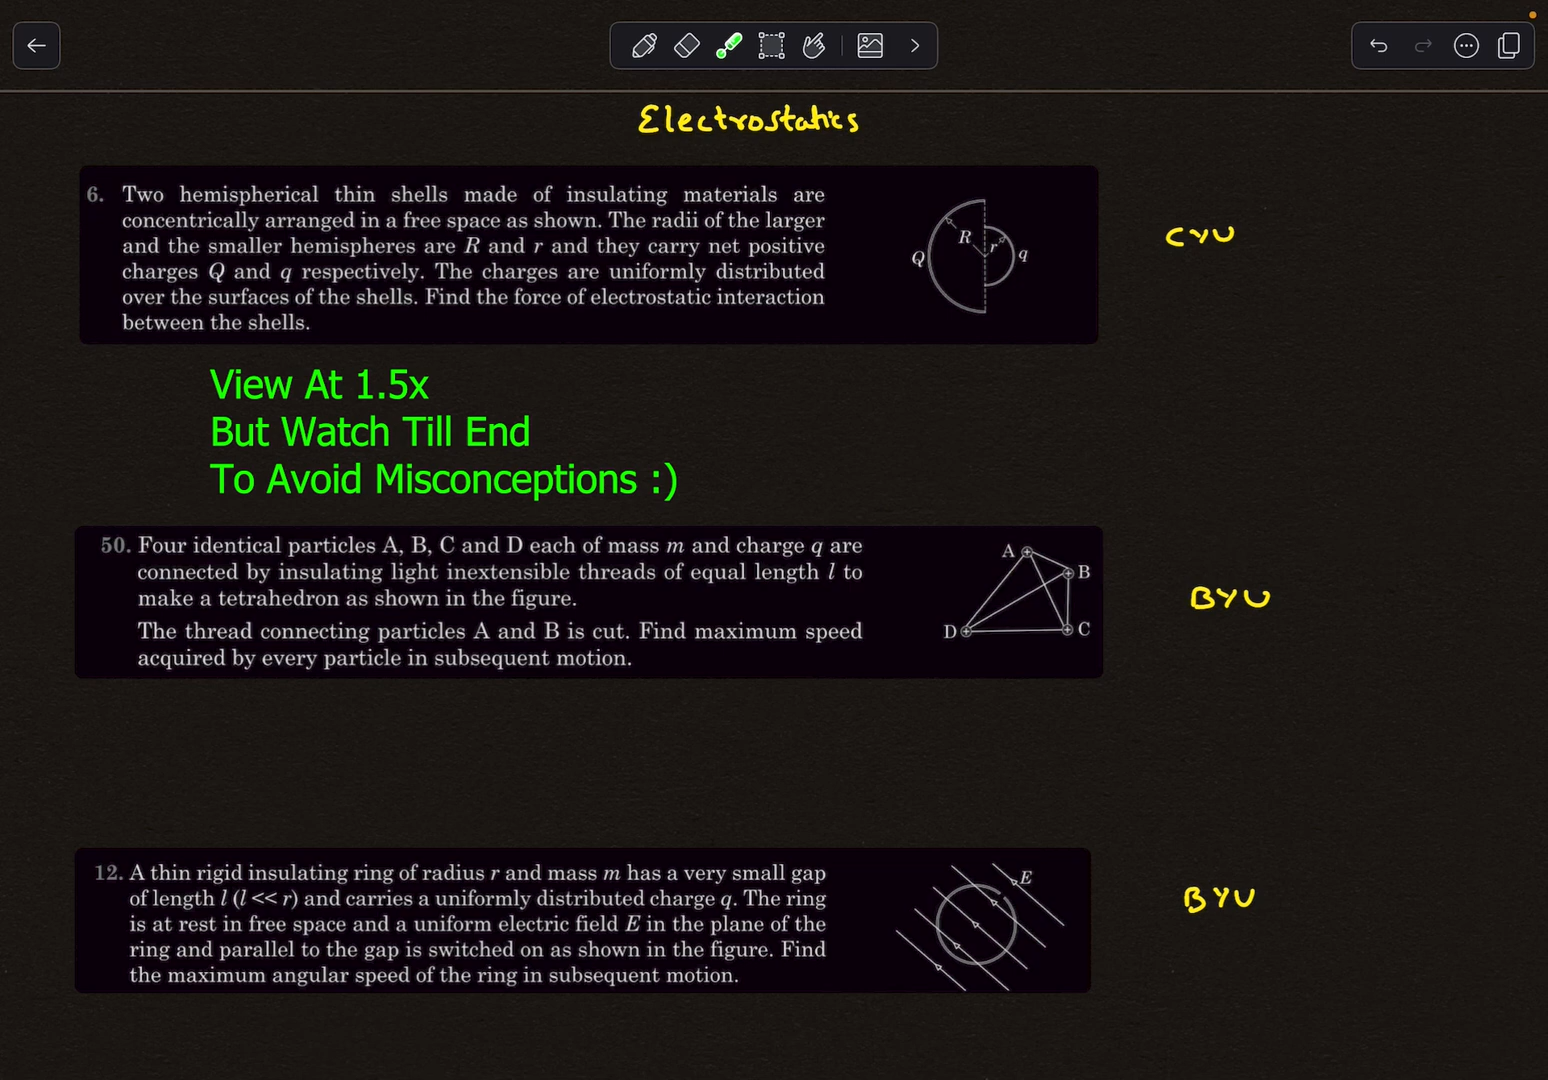 Electrostatics
6. Two hemispherical thin shells made of insulating materials are
concentrically arranged in a free space as shown. The radii of the larger
and the smaller hemispheres are R and r and they carry net positive
charges Q and q respectively. The charges are uniformly distributed
over the surfaces of the shells. Find the force of electrostatic interaction
between the shells.
R
r
Q
q
CYU
View At 1.5x
But Watch Till End
To Avoid Misconceptions :)
50. Four identical particles A, B, C and D each of mass m and charge q are
connected by insulating light inextensible threads of equal length l to
make a tetrahedron as shown in the figure.
The thread connecting particles A and B is cut. Find maximum speed
acquired by every particle in subsequent motion.
A
B
D
C
BYU
12. A thin rigid insulating ring of radius r and mass m has a very small gap
of length l (l << r) and carries a uniformly distributed charge q. The ring
is at rest in free space and a uniform electric field E in the plane of the
ring and parallel to the gap is switched on as shown in the figure. Find
the maximum angular speed of the ring in subsequent motion.
E
BYU